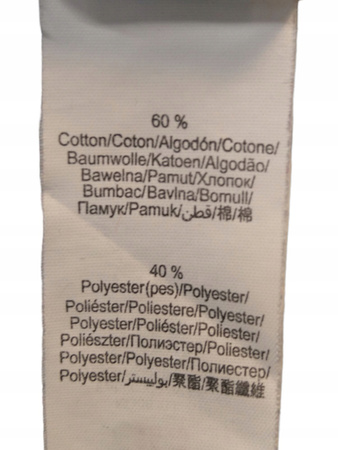 60 %
Cotton/Coton/Algodón/Cotone/
Baumwolle/Katoen/Algodão/
Bawełna/Pamut/Хлопок/
Bumbac/Bavlna/Bomull/
Памук/Pamuk/قطن/棉/棉
40 %
Polyester(pes)/Polyester/
Poliéster/Poliestere/Polyester/
Polyester/Poliéster/Poliester/
Poliészter/Полиэстер/Poliester/
Polyester/Polyester/Полиестер/
Polyester/بوليستر/聚酯/聚酯纖維